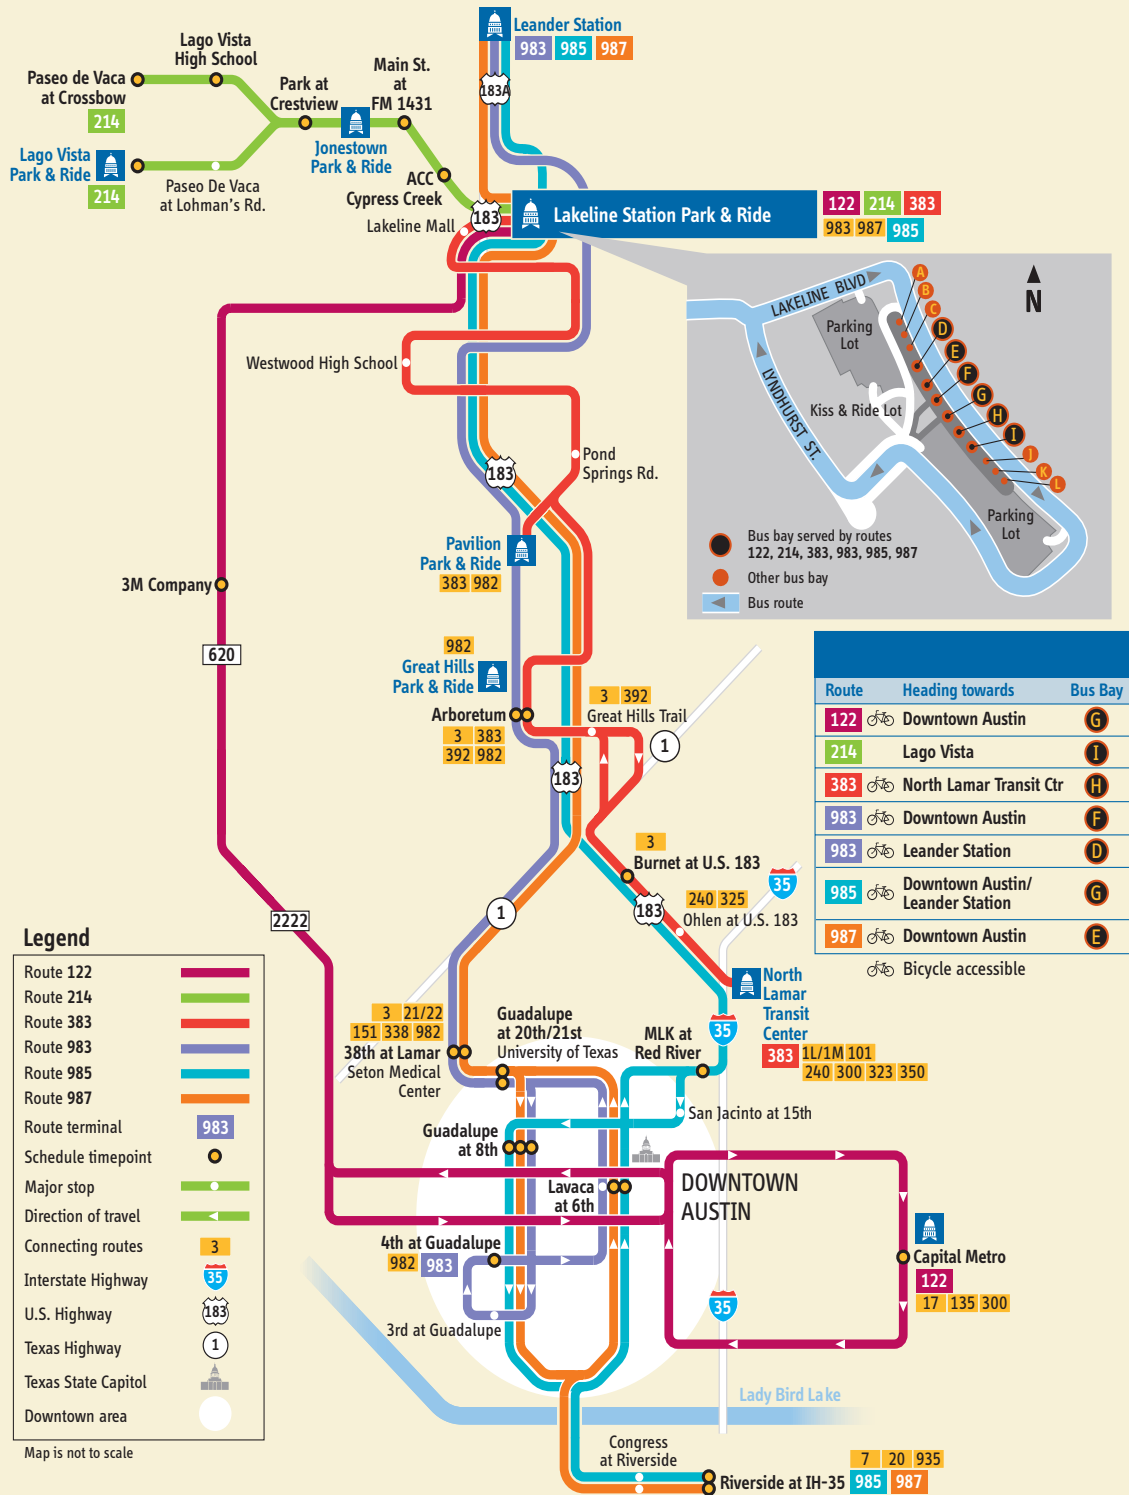 Leander Station
983 985 987
183A
Lago Vista
High School
Paseo de Vaca
at Crossbow
214
Park at
Crestview
Main St.
at
FM 1431
Jonestown
Park & Ride
Lago Vista
Park & Ride
214
Paseo De Vaca
at Lohman's Rd.
ACC
Cypress Creek
Lakeline Mall
183
Lakeline Station Park & Ride
122 214 383
983 987 985
LAKELINE BLVD
LYNDHURST ST.
Parking
Lot
Kiss & Ride Lot
Parking
Lot
N
A
B
C
D
E
F
G
H
I
J
K
L
Bus bay served by routes
122, 214, 383, 983, 985, 987
Other bus bay
Bus route
Westwood High School
Pond
Springs Rd.
183
Pavilion
Park & Ride
383 982
3M Company
620
982
Great Hills
Park & Ride
Arboretum
3 383
392 982
3 392
Great Hills Trail
1
183
3
Burnet at U.S. 183
240 325
Ohlen at U.S. 183
183
35
1
2222
Route Heading towards Bus Bay
122 Downtown Austin G
214 Lago Vista I
383 North Lamar Transit Ctr H
983 Downtown Austin F
983 Leander Station D
985 Downtown Austin/
Leander Station G
987 Downtown Austin E
Bicycle accessible
North
Lamar
Transit
Center
383 1L/1M 101
240 300 323 350
35
3 21/22
151 338 982
38th at Lamar
Seton Medical
Center
Guadalupe
at 20th/21st
University of Texas
MLK at
Red River
San Jacinto at 15th
Guadalupe
at 8th
Lavaca
at 6th
DOWNTOWN
AUSTIN
4th at Guadalupe
982 983
3rd at Guadalupe
35
Capital Metro
122
17 135 300
Lady Bird Lake
Congress
at Riverside
Riverside at IH-35
7 20 935
985 987
Legend
Route 122
Route 214
Route 383
Route 983
Route 985
Route 987
Route terminal 983
Schedule timepoint
Major stop
Direction of travel
Connecting routes 3
Interstate Highway 35
U.S. Highway 183
Texas Highway 1
Texas State Capitol
Downtown area
Map is not to scale